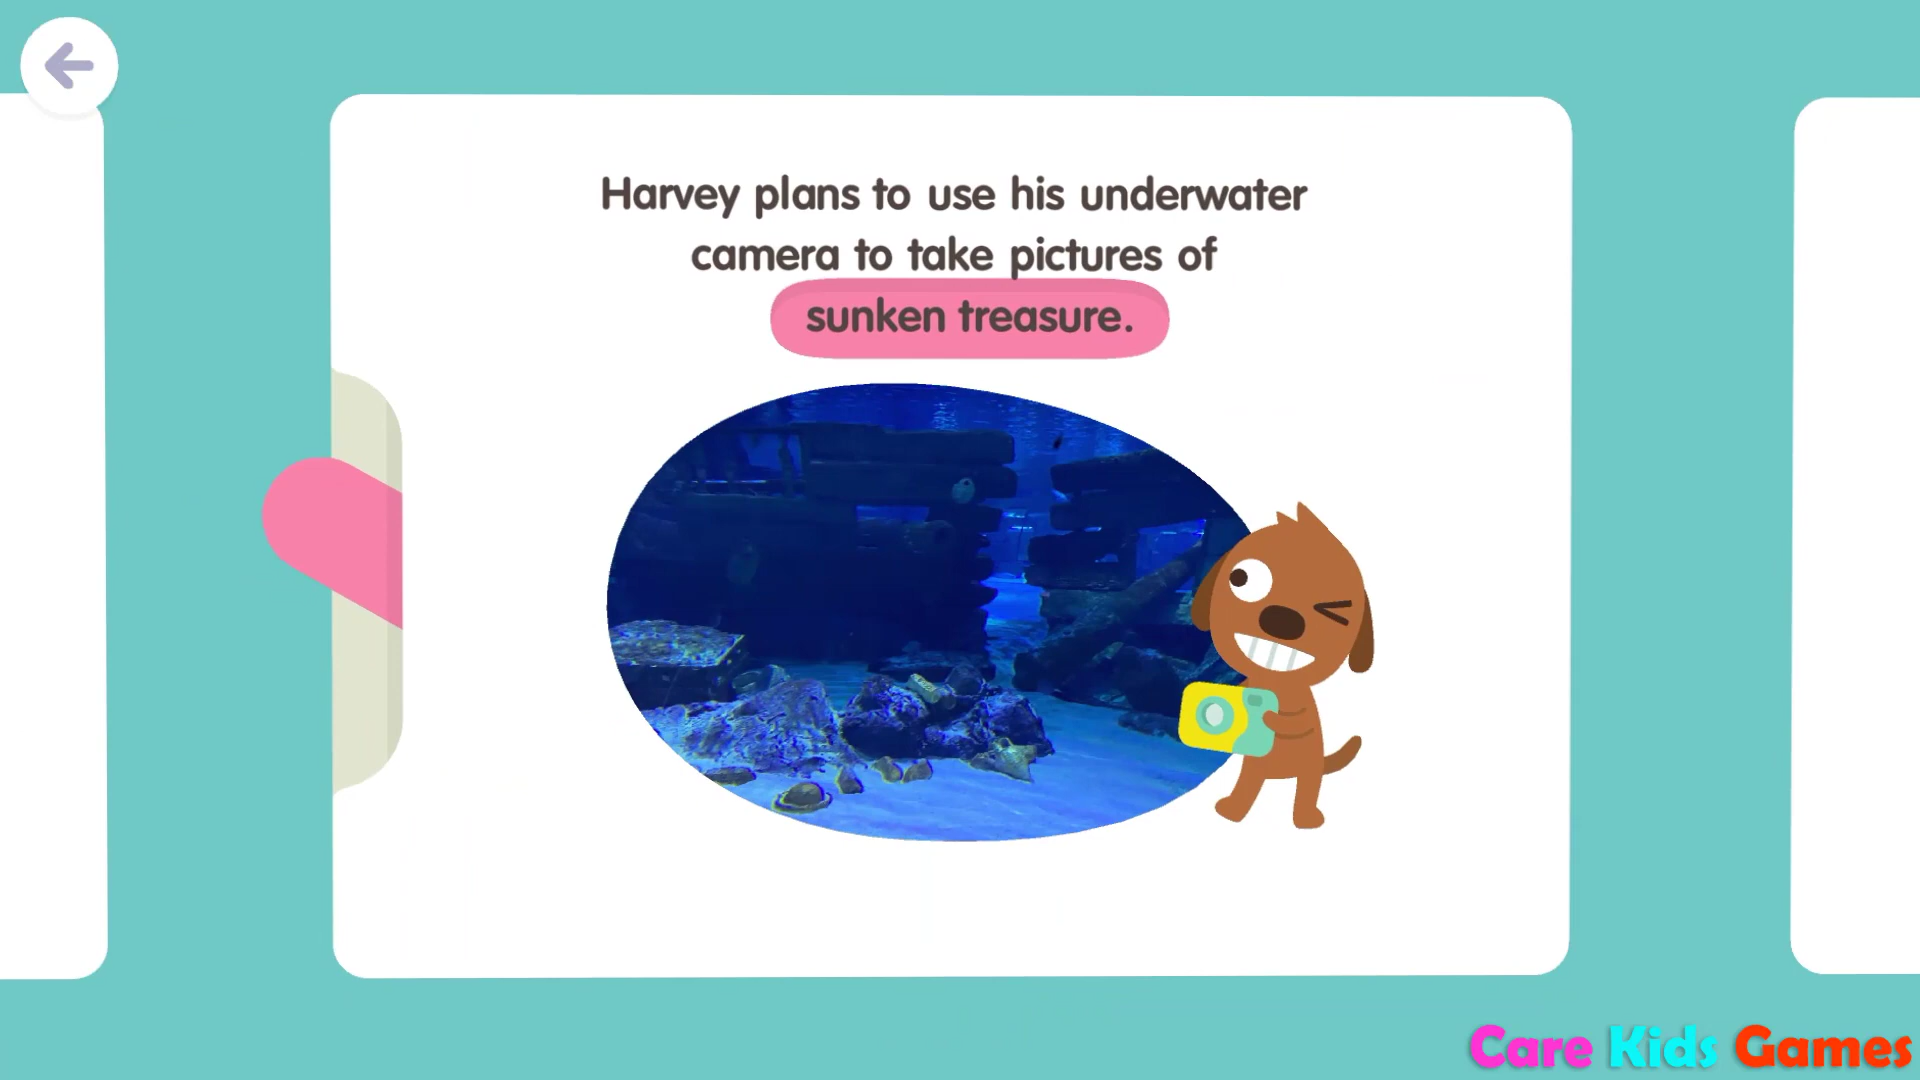 Harvey plans to use his underwater
camera to take pictures of
sunken treasure.
Care Kids Games